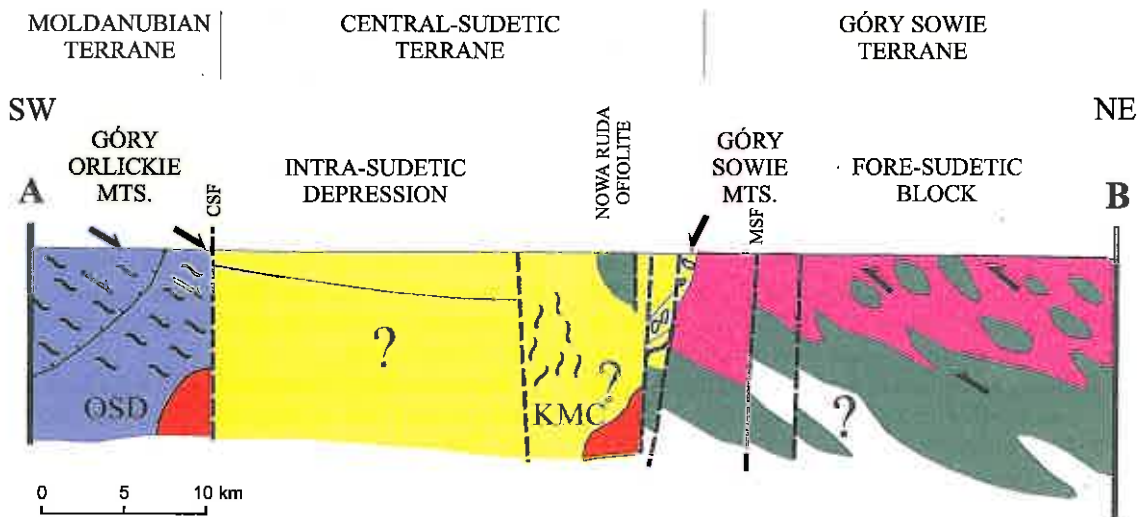 MOLDANUBIAN
TERRANE
CENTRAL-SUDETIC
TERRANE
GÓRY SOWIE
TERRANE
SW
NE
GÓRY
ORLICKIE
MTS.
CSF
INTRA-SUDETIC
DEPRESSION
NOWA RUDA
OFIOLITE
GÓRY
SOWIE
MTS.
MSF
FORE-SUDETIC
BLOCK
A
B
?
?
?
OSD
KMC
0 5 10 km